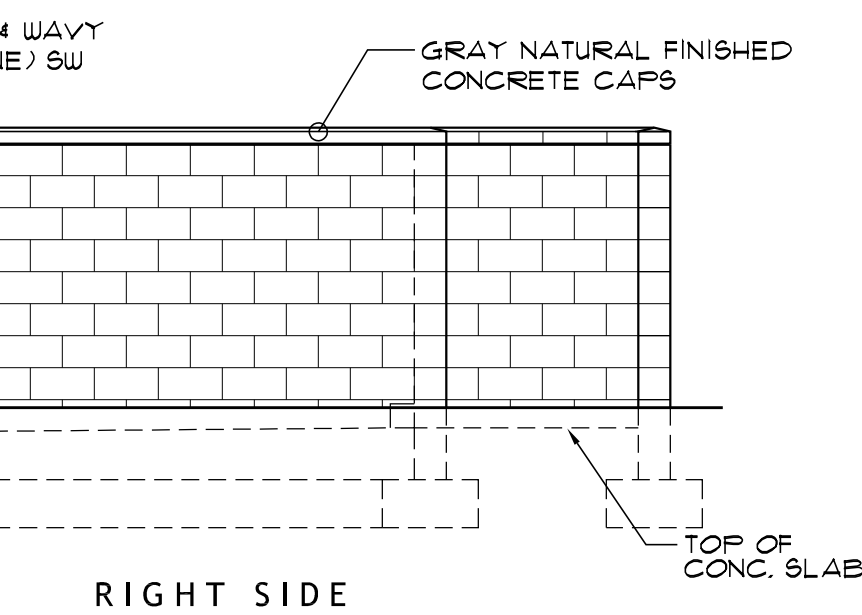 & WAVY
NE) SW
GRAY NATURAL FINISHED
CONCRETE CAPS
TOP OF
CONC. SLAB
RIGHT SIDE